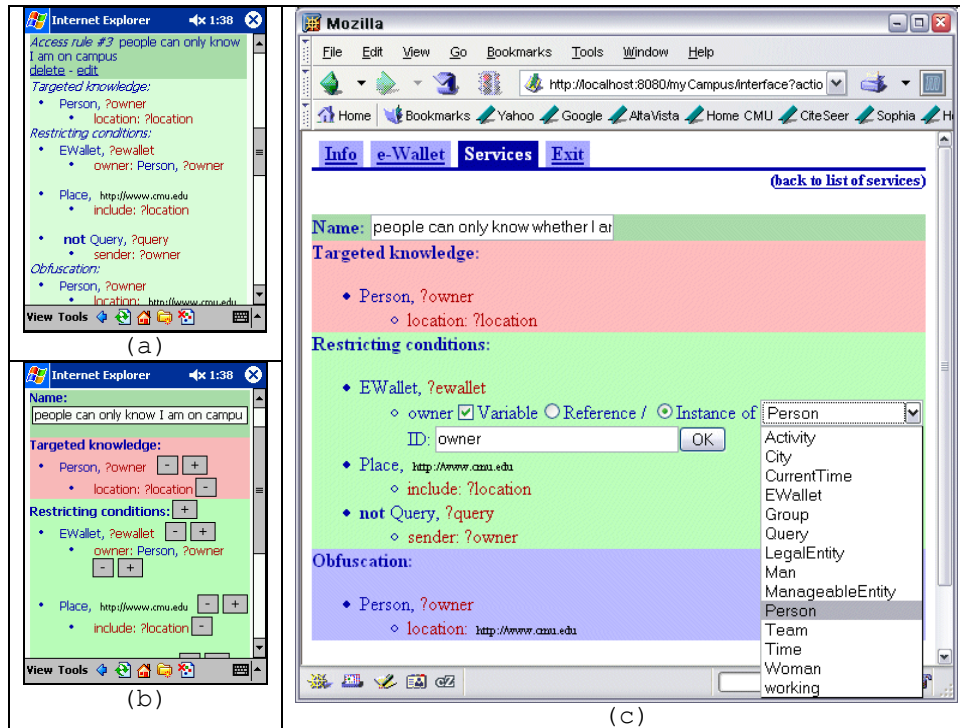 Internet Explorer 1:38
Access rule #3 people can only know
I am on campus
delete - edit
Targeted knowledge:
Person, ?owner
location: ?location
Restricting conditions:
EWallet, ?ewallet
owner: Person, ?owner
Place, http://www.cmu.edu
include: ?location
not Query, ?query
sender: ?owner
Obfuscation:
Person, ?owner
location: http://www.cmu.edu
View Tools
(a)
Internet Explorer 1:38
Name:
people can only know I am on campu
Targeted knowledge:
Person, ?owner - +
location: ?location -
Restricting conditions: +
EWallet, ?ewallet - +
owner: Person, ?owner
- +
Place, http://www.cmu.edu - +
include: ?location -
View Tools
(b)
Mozilla
File Edit View Go Bookmarks Tools Window Help
http://localhost:8080/myCampus/interface?actio
Home Bookmarks Yahoo Google AltaVista Home CMU CiteSeer Sophia H
Info e-Wallet Services Exit
(back to list of services)
Name: people can only know whether I ar
Targeted knowledge:
Person, ?owner
location: ?location
Restricting conditions:
EWallet, ?ewallet
owner Variable Reference / Instance of Person
ID: owner OK
Place, http://www.cmu.edu
include: ?location
not Query, ?query
sender: ?owner
Obfuscation:
Person, ?owner
location: http://www.cmu.edu
Activity
City
CurrentTime
EWallet
Group
Query
LegalEntity
Man
ManageableEntity
Person
Team
Time
Woman
working
(c)